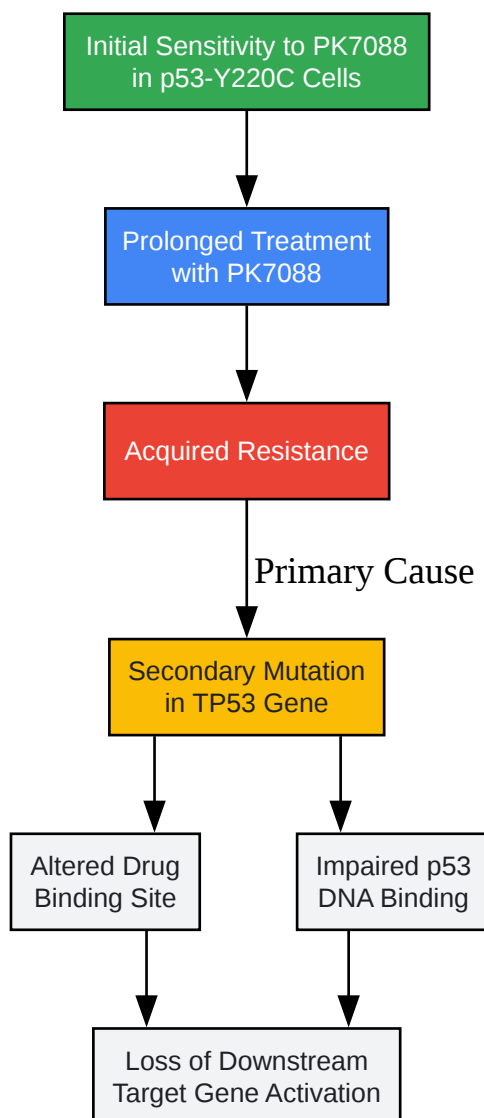 Initial Sensitivity to PK7088
in p53-Y220C Cells
Prolonged Treatment
with PK7088
Acquired Resistance
Primary Cause
Secondary Mutation
in TP53 Gene
Altered Drug
Binding Site
Impaired p53
DNA Binding
Loss of Downstream
Target Gene Activation